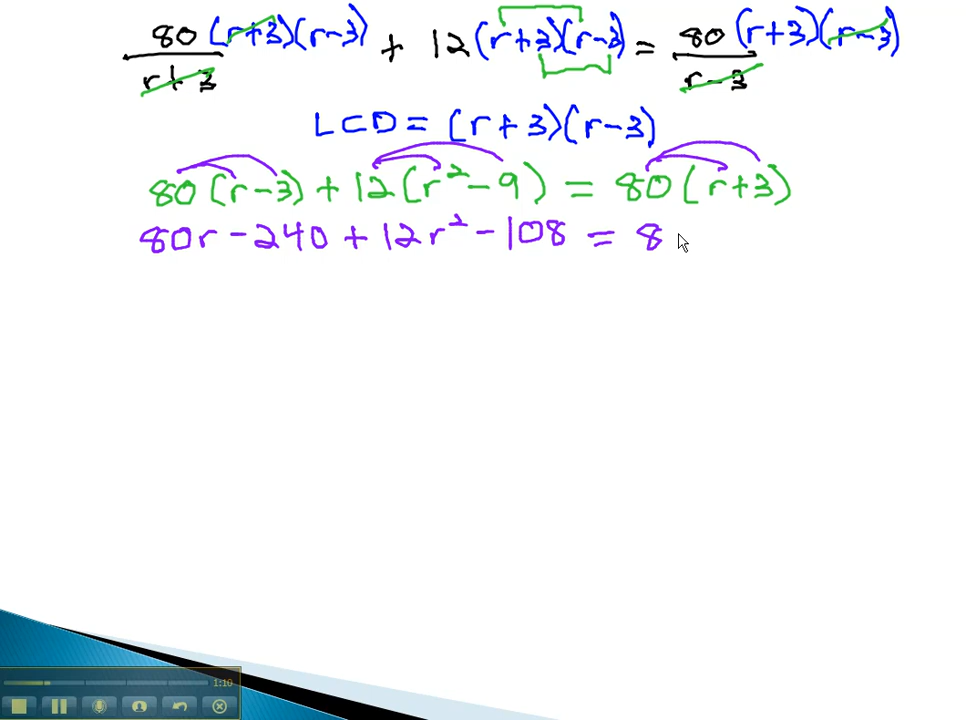 80(r+3)(r-3) + 12(r+3)(r-3) = 80(r+3)(r-3)
r+3 r-3
LCD = (r+3)(r-3)
80(r-3) + 12(r²-9) = 80(r+3)
80r - 240 + 12r² - 108 = 8
1:10